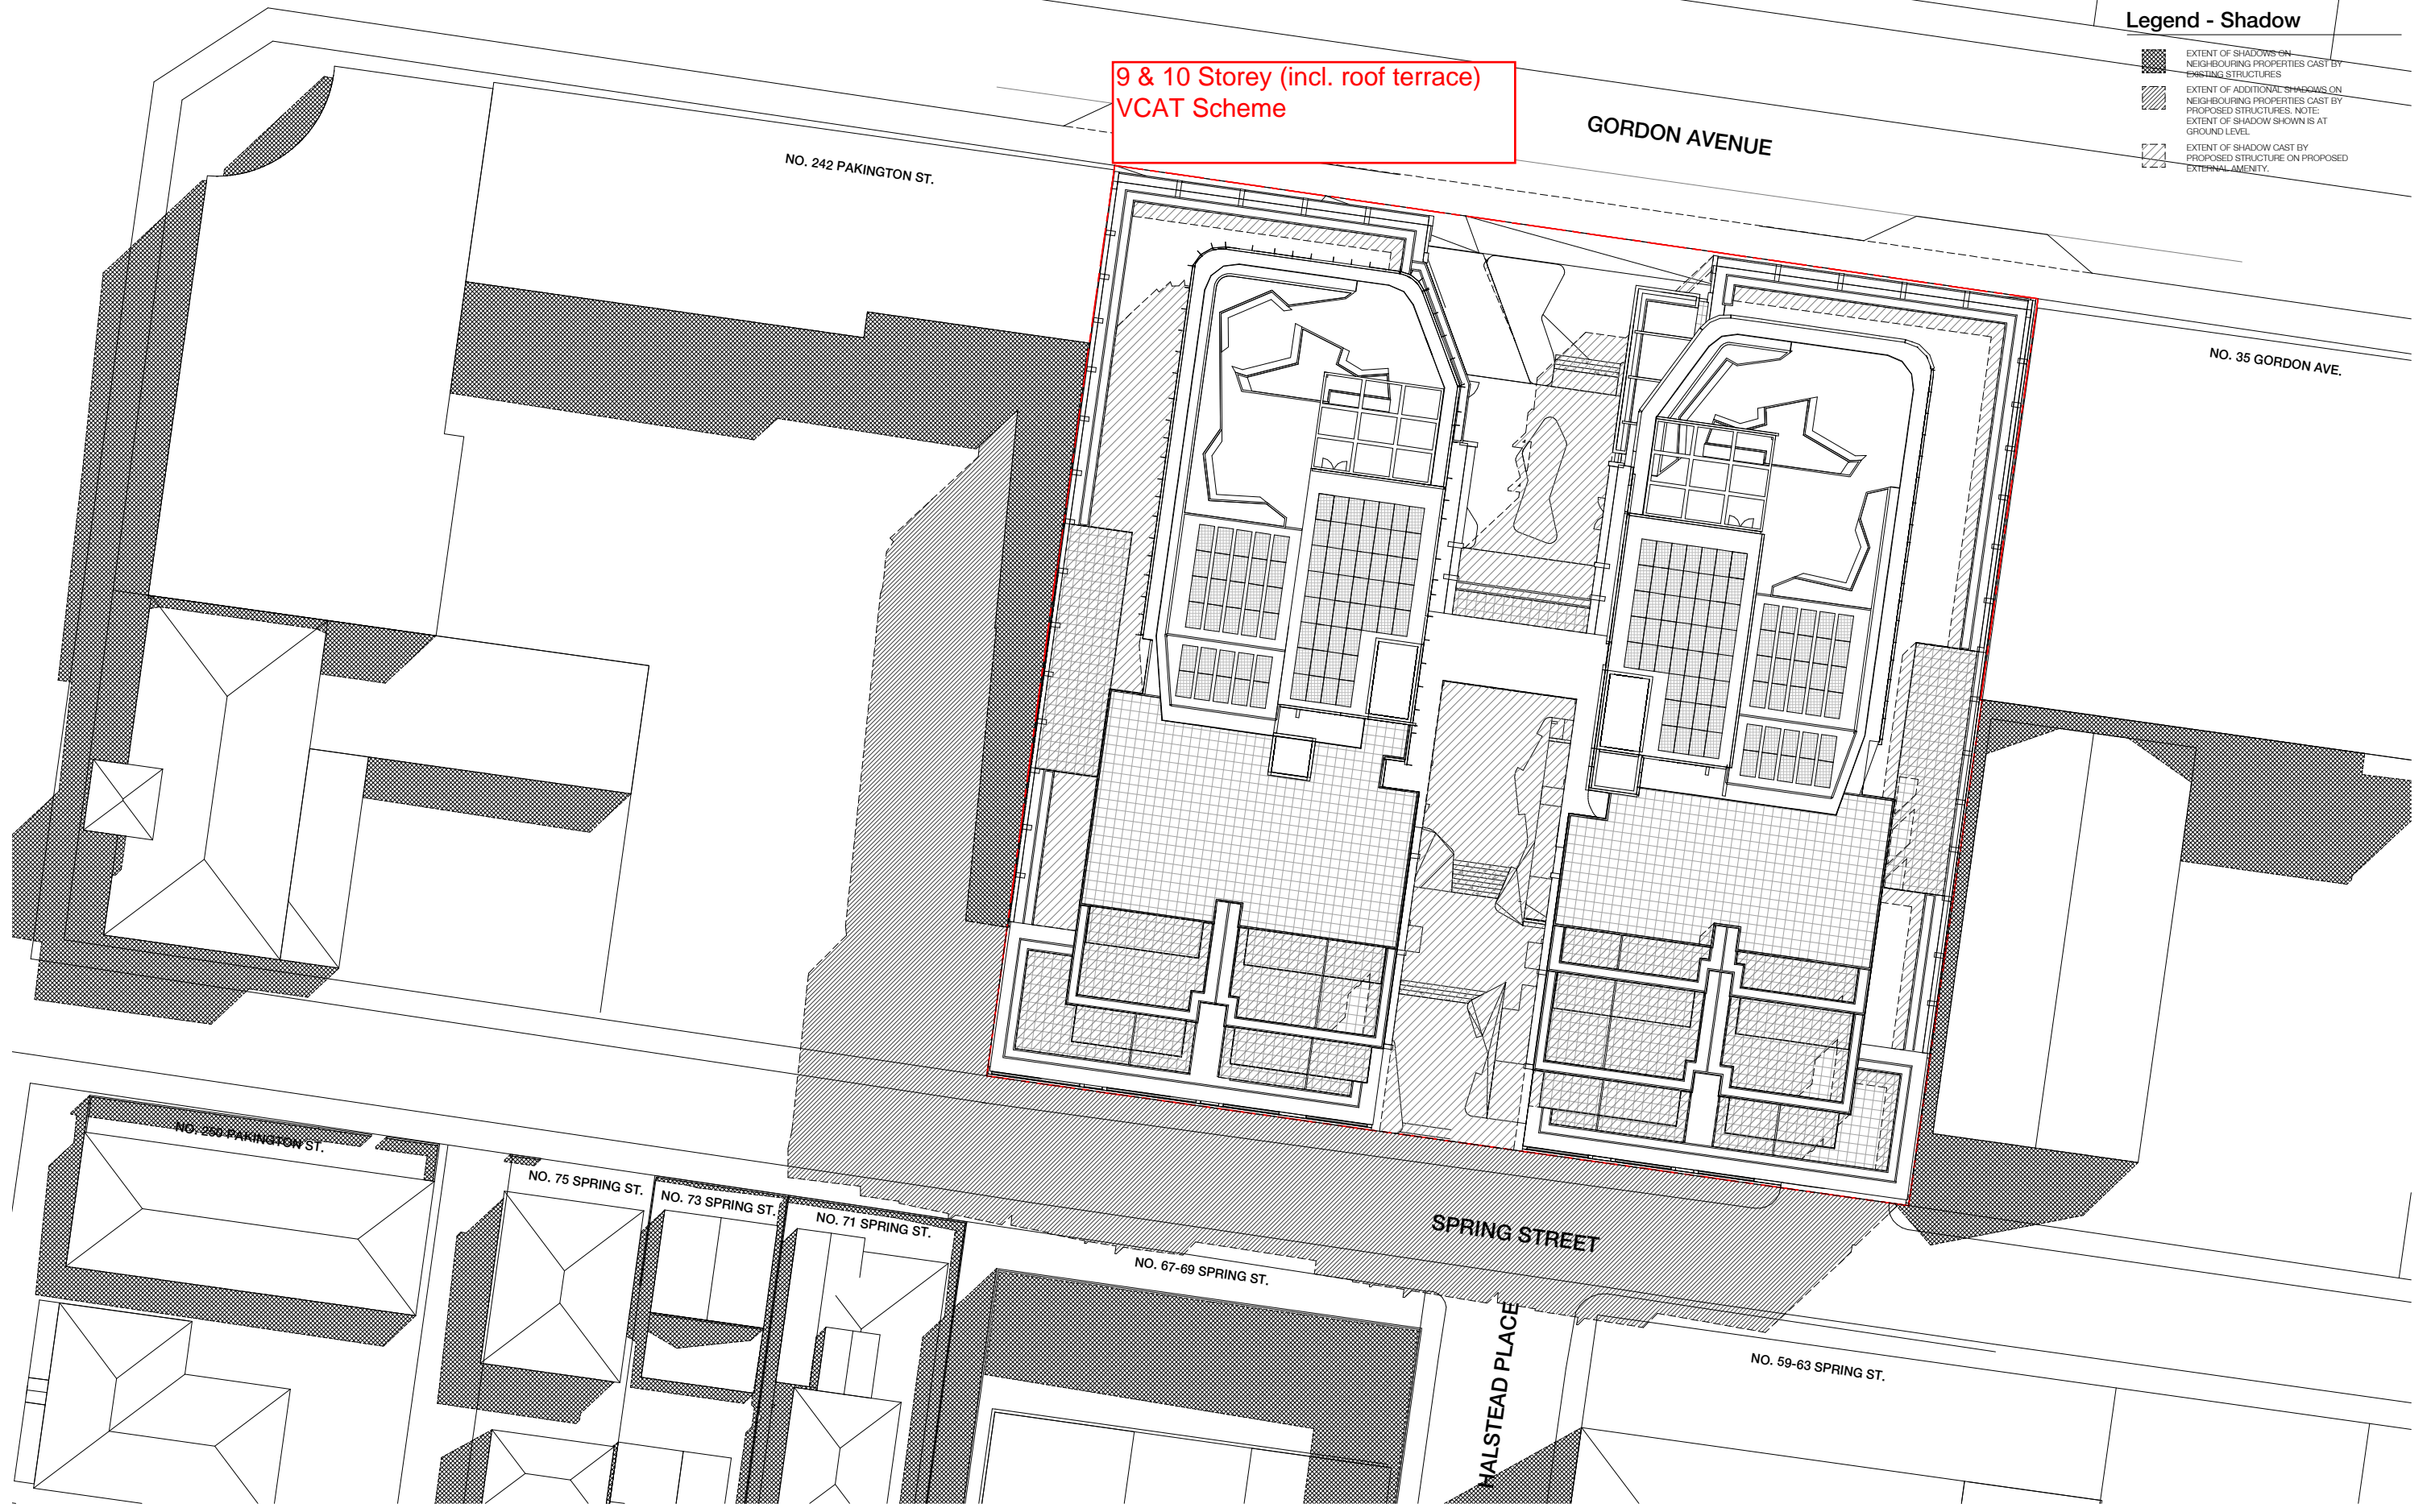 Legend - Shadow
EXTENT OF SHADOWS ON
NEIGHBOURING PROPERTIES CAST BY
EXISTING STRUCTURES
EXTENT OF ADDITIONAL SHADOWS ON
NEIGHBOURING PROPERTIES CAST BY
PROPOSED STRUCTURES. NOTE:
EXTENT OF SHADOW SHOWN IS AT
GROUND LEVEL
EXTENT OF SHADOW CAST BY
PROPOSED STRUCTURE ON PROPOSED
EXTERNAL AMENITY.
9 & 10 Storey (incl. roof terrace)
VCAT Scheme
GORDON AVENUE
NO. 242 PAKINGTON ST.
NO. 35 GORDON AVE.
NO. 250 PAKINGTON ST.
NO. 75 SPRING ST.
NO. 73 SPRING ST.
NO. 71 SPRING ST.
SPRING STREET
NO. 67-69 SPRING ST.
HALSTEAD PLACE
NO. 59-63 SPRING ST.